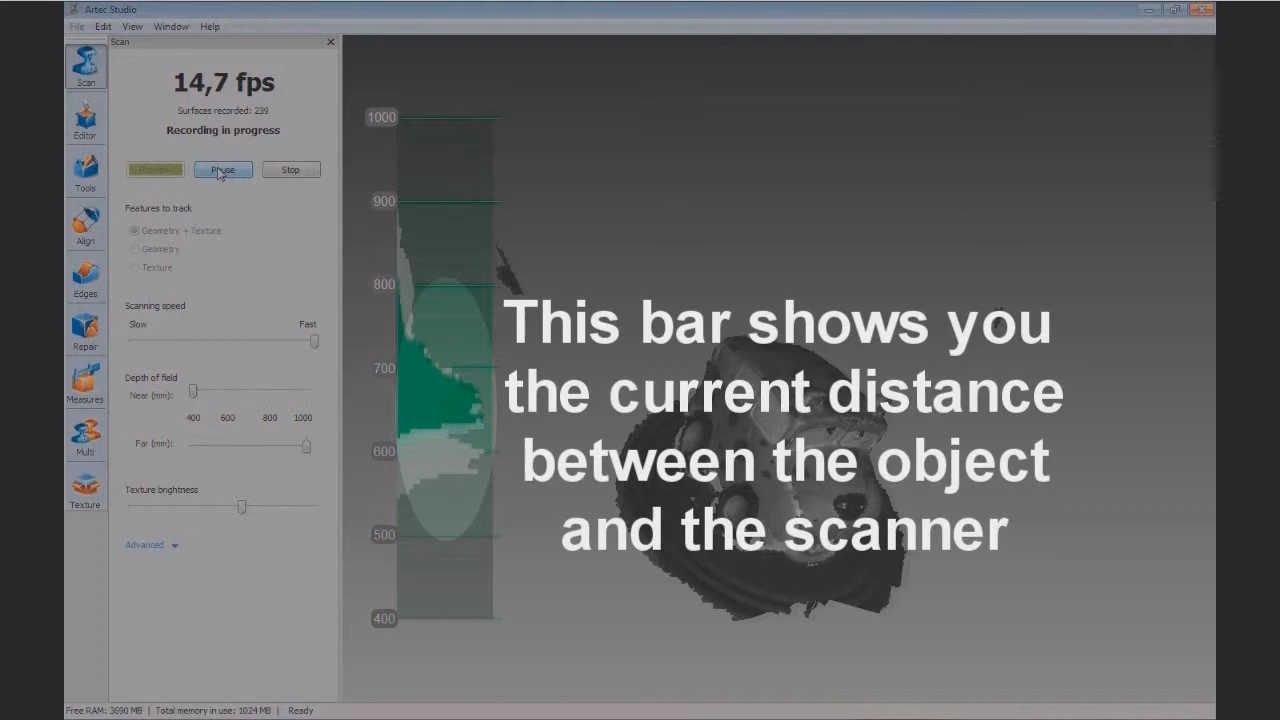 Artec Studio
File Edit View Window Help
Scan
Scan
14,7 fps
Surfaces recorded: 239
Recording in progress
Pause
Stop
Editor
Tools
Align
Edges
Repair
Measures
Multi
Texture
Features to track
Geometry + Texture
Geometry
Texture
Scanning speed
Slow Fast
Depth of field
Near (mm):
400 600 800 1000
Far (mm):
Texture brightness
Advanced
1000
900
800
700
600
500
400
This bar shows you
the current distance
between the object
and the scanner
Free RAM: 3690 MB | Total memory in use: 1024 MB | Ready